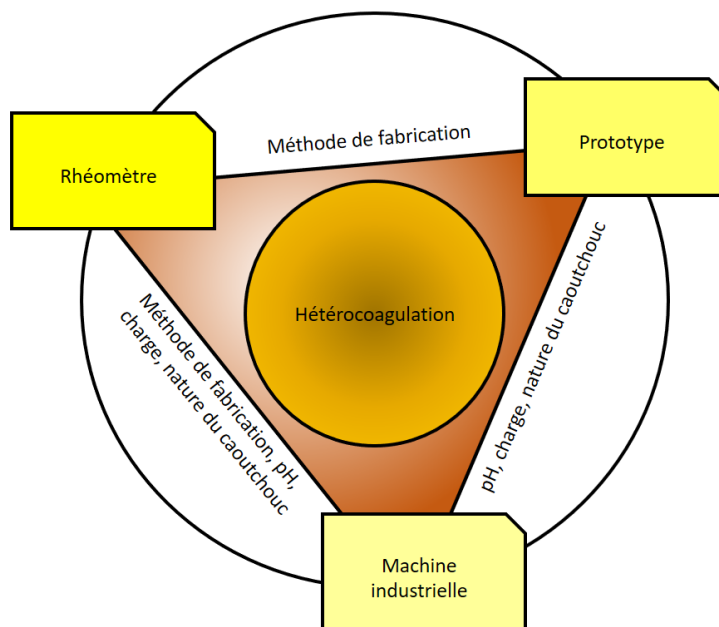 Méthode de fabrication
Prototype
Rhéomètre
Hétérocoagulation
Méthode de fabrication, pH,
charge, nature du caoutchouc
pH, charge, nature du caoutchouc
Machine
industrielle